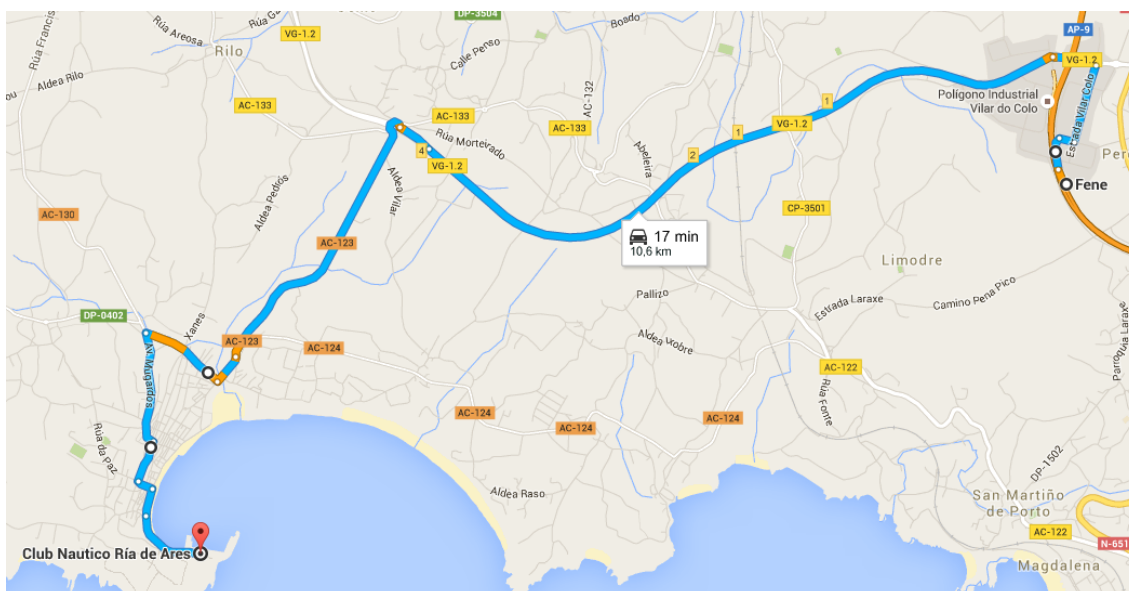 DP-3504
Rúa Areosa
VG-1.2
Boado
AP-9
Rilo
Calle Penso
VG-1.2
Aldea Rilo
AC-132
Polígono Industrial
Vilar do Colo
Estrada Vilar Colo
AC-133
AC-133
1
Rúa Morteirado
AC-133
1
VG-1.2
4
VG-1.2
Abeleira
2
Fene
Aldea Vilar
Aldea Pedrós
AC-130
CP-3501
AC-123
17 min
10,6 km
Limodre
Camino Pena Pico
Pallizo
Estrada Laraxe
DP-0402
Xanes
AC-123
AC-124
Parroquia Laraxe
AC-122
Rúa Fonte
AC-124
AC-124
AC-124
Rúa da Paz
DP-1502
Aldea Raso
San Martiño
de Porto
AC-122
N-651
Club Nautico Ría de Ares
Magdalena